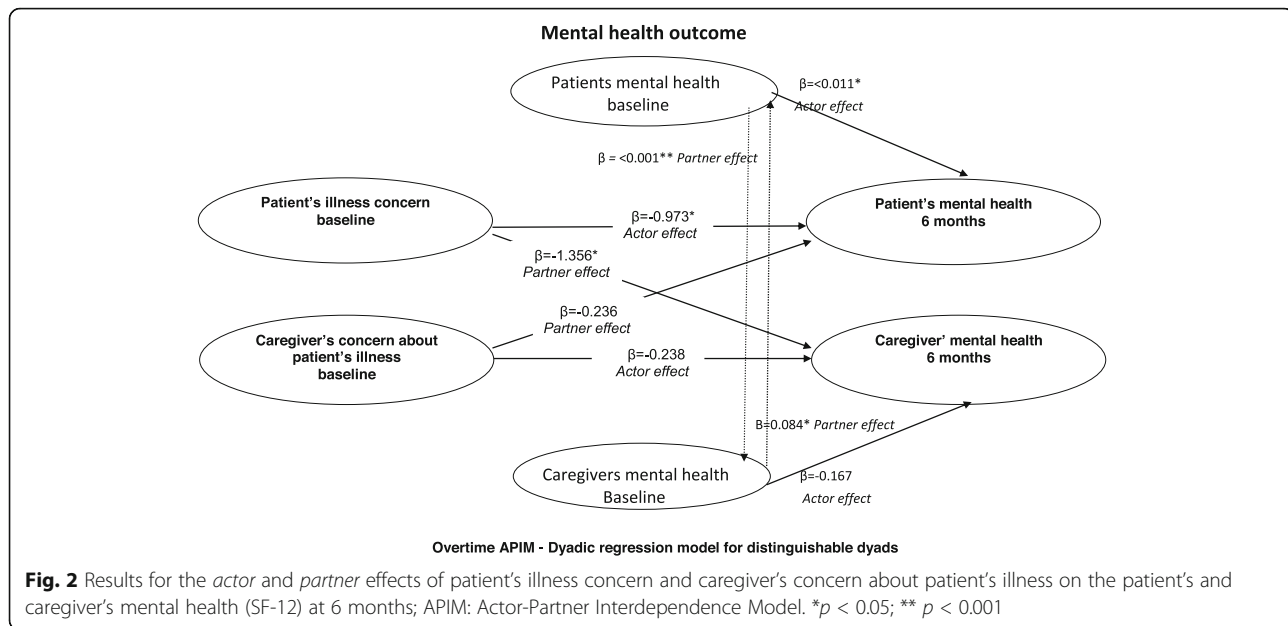 Mental health outcome
Patients mental health
baseline
β=<0.011*
Actor effect
β = <0.001** Partner effect
Patient's illness concern
baseline
β=-0.973*
Actor effect
Patient's mental health
6 months
β=-1.356*
Partner effect
β=-0.236
Partner effect
Caregiver's concern about
patient's illness
baseline
β=-0.238
Actor effect
Caregiver' mental health
6 months
B=0.084* Partner effect
Caregivers mental health
Baseline
β=-0.167
Actor effect
Overtime APIM - Dyadic regression model for distinguishable dyads
Fig. 2 Results for the actor and partner effects of patient's illness concern and caregiver's concern about patient's illness on the patient's and
caregiver's mental health (SF-12) at 6 months; APIM: Actor-Partner Interdependence Model. *p < 0.05; ** p < 0.001